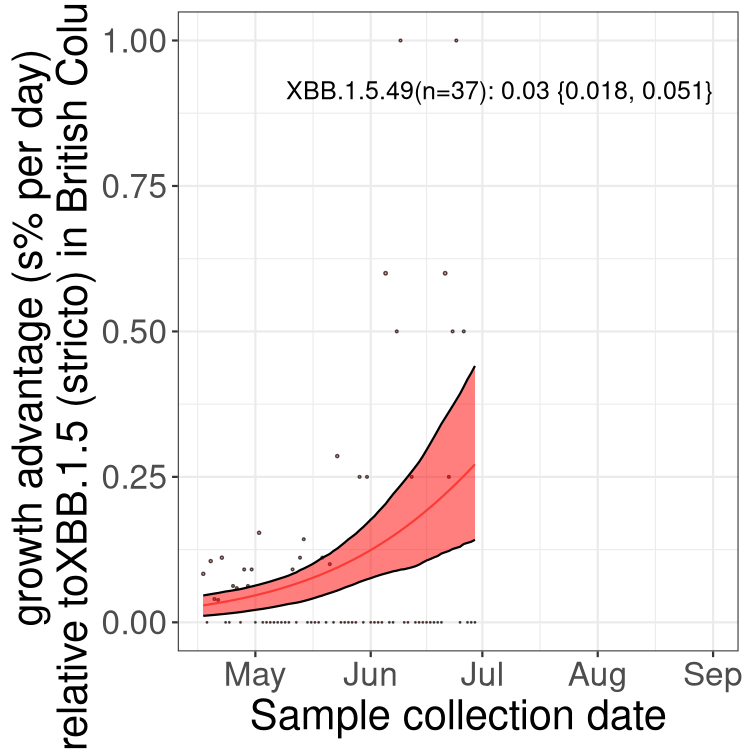 growth advantage (s% per day)
relative toXBB.1.5 (stricto) in British Colu
1.00
0.75
0.50
0.25
0.00
XBB.1.5.49(n=37): 0.03 {0.018, 0.051}
May Jun Jul Aug Sep
Sample collection date